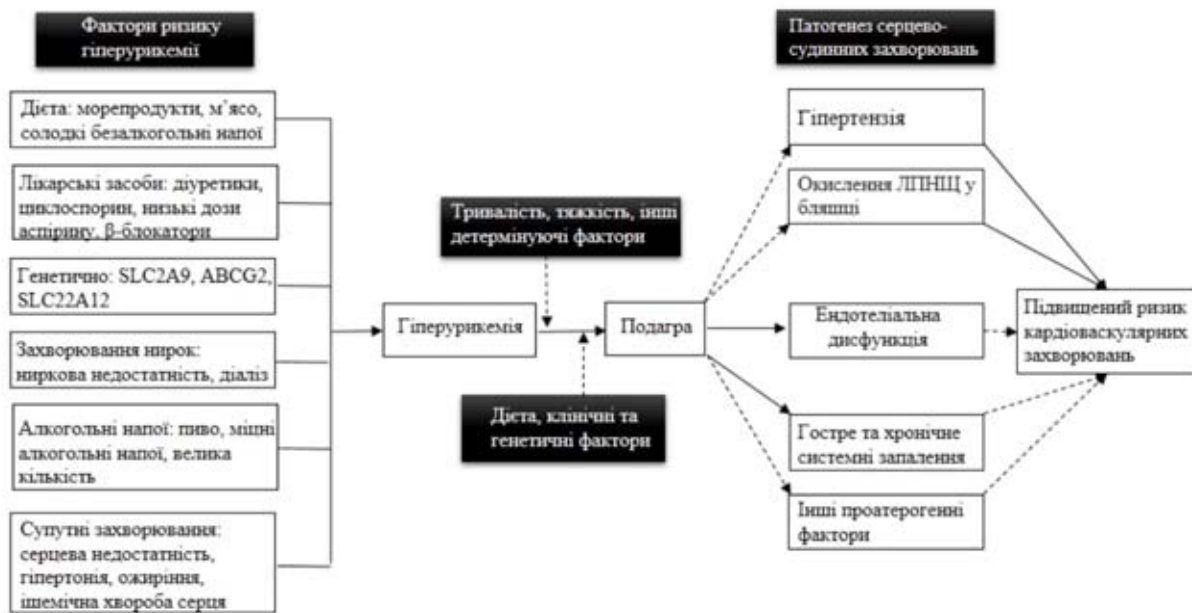 Фактори ризику
гіперурикемії
Дієта: морепродукти, м’ясо,
солодкі безалкогольні напої
Лікарські засоби: діуретики,
циклоспорин, низькі дози
аспірину, β-блокатори
Генетично: SLC2A9, ABCG2,
SLC22A12
Захворювання нирок:
ниркова недостатність, діаліз
Алкогольні напої: пиво, міцні
алкогольні напої, велика
кількість
Супутні захворювання:
серцева недостатність,
гіпертонія, ожиріння,
ішемічна хвороба серця
Гіперурикемія
Тривалість, тяжкість, інші
детермінуючі фактори
Дієта, клінічні та
генетичні фактори
Подагра
Патогенез серцево-
судинних захворювань
Гіпертензія
Окислення ЛПНЩ у
бляшці
Ендотеліальна
дисфункція
Гостре та хронічне
системні запалення
Інші проатерогенні
фактори
Підвищений ризик
кардіоваскулярних
захворювань